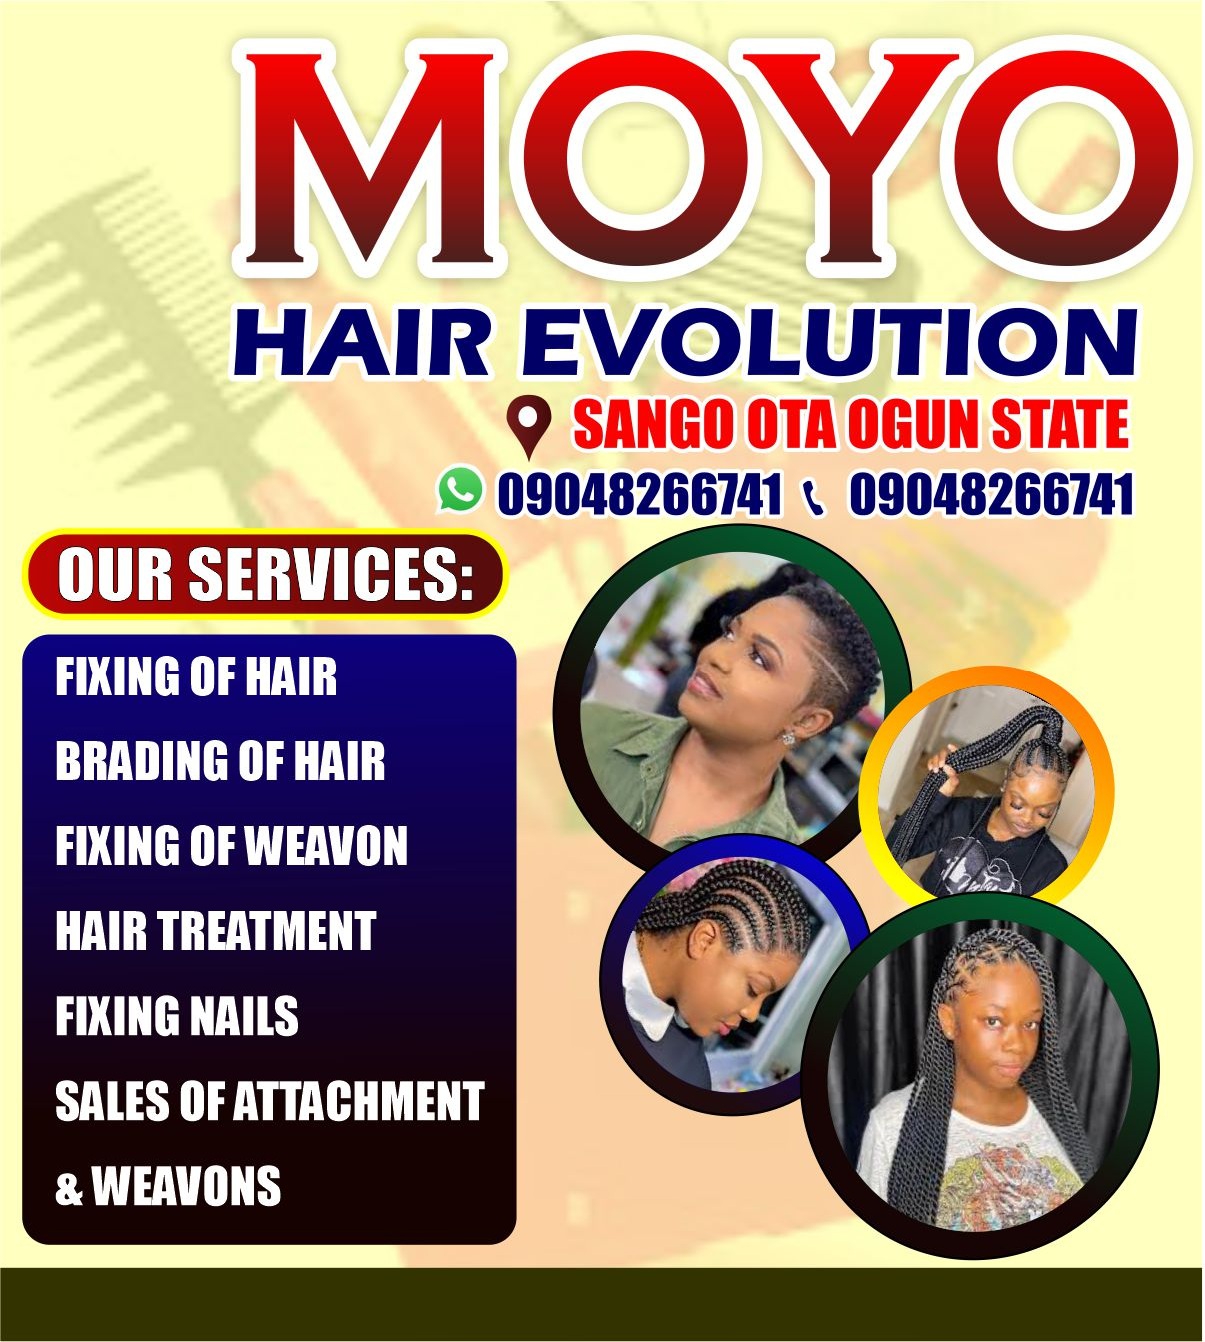 MOYO
HAIR EVOLUTION
SANGO OTA OGUN STATE
09048266741 09048266741
OUR SERVICES:
FIXING OF HAIR
BRADING OF HAIR
FIXING OF WEAVON
HAIR TREATMENT
FIXING NAILS
SALES OF ATTACHMENT
& WEAVONS